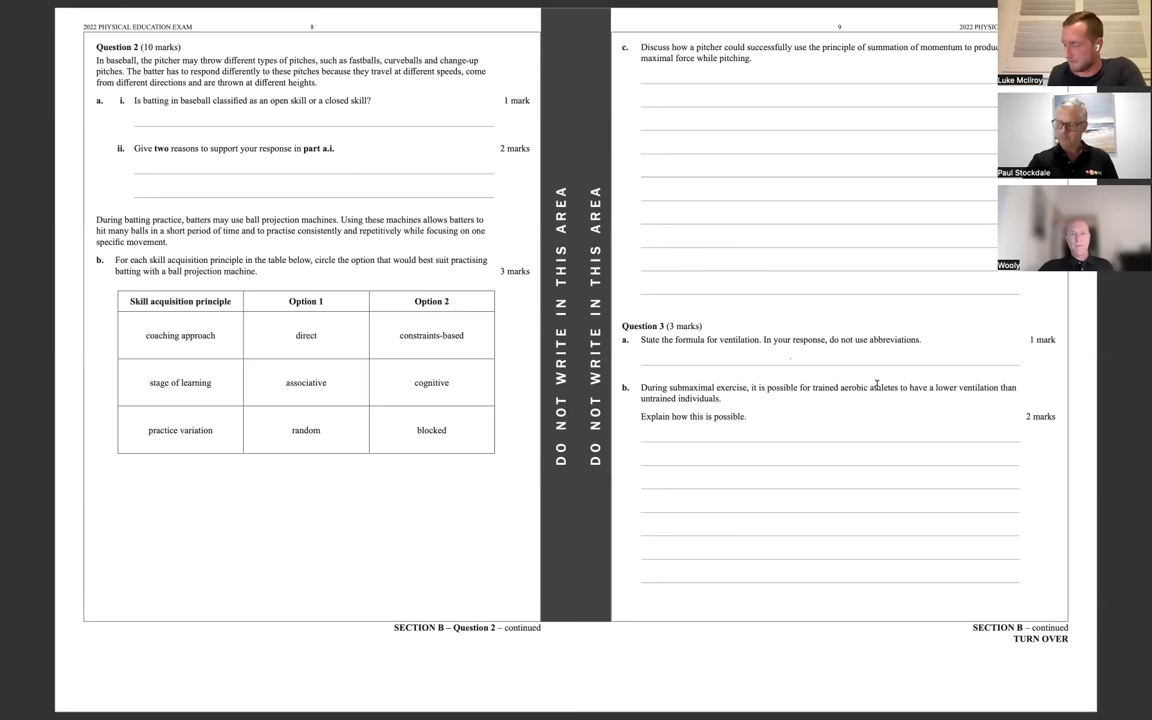 2022 PHYSICAL EDUCATION EXAM
8
Question 2 (10 marks)
In baseball, the pitcher may throw different types of pitches, such as fastballs, curveballs and change-up
pitches. The batter has to respond differently to these pitches because they travel at different speeds, come
from different directions and are thrown at different heights.
a. i. Is batting in baseball classified as an open skill or a closed skill? 1 mark
ii. Give two reasons to support your response in part a.i. 2 marks
During batting practice, batters may use ball projection machines. Using these machines allows batters to
hit many balls in a short period of time and to practise consistently and repetitively while focusing on one
specific movement.
b. For each skill acquisition principle in the table below, circle the option that would best suit practising
batting with a ball projection machine. 3 marks
Skill acquisition principle Option 1 Option 2
coaching approach direct constraints-based
stage of learning associative cognitive
practice variation random blocked
SECTION B – Question 2 – continued
DO NOT WRITE IN THIS AREA
DO NOT WRITE IN THIS AREA
9
2022 PHYSIC
c. Discuss how a pitcher could successfully use the principle of summation of momentum to produc
maximal force while pitching.
Question 3 (3 marks)
a. State the formula for ventilation. In your response, do not use abbreviations. 1 mark
b. During submaximal exercise, it is possible for trained aerobic athletes to have a lower ventilation than
untrained individuals.
Explain how this is possible. 2 marks
SECTION B – continued
TURN OVER
Luke McIlroy
Paul Stockdale
Wooly